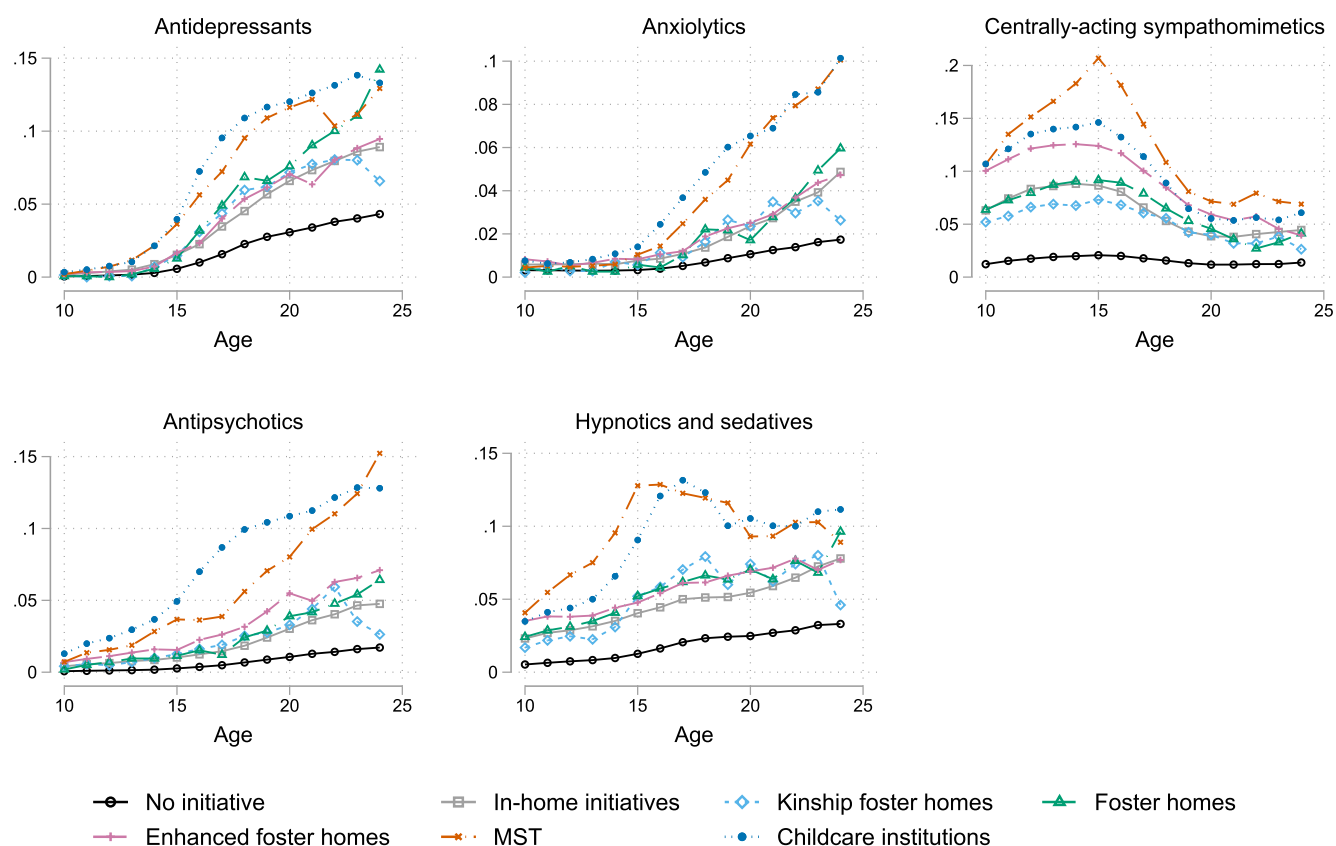 Antidepressants
.15
.1
.05
0
10 15 20 25
Age
Anxiolytics
.1
.08
.06
.04
.02
0
10 15 20 25
Age
Centrally-acting sympathomimetics
.2
.15
.1
.05
0
10 15 20 25
Age
Antipsychotics
.15
.1
.05
0
10 15 20 25
Age
Hypnotics and sedatives
.15
.1
.05
0
10 15 20 25
Age
No initiative In-home initiatives Kinship foster homes Foster homes
Enhanced foster homes MST Childcare institutions